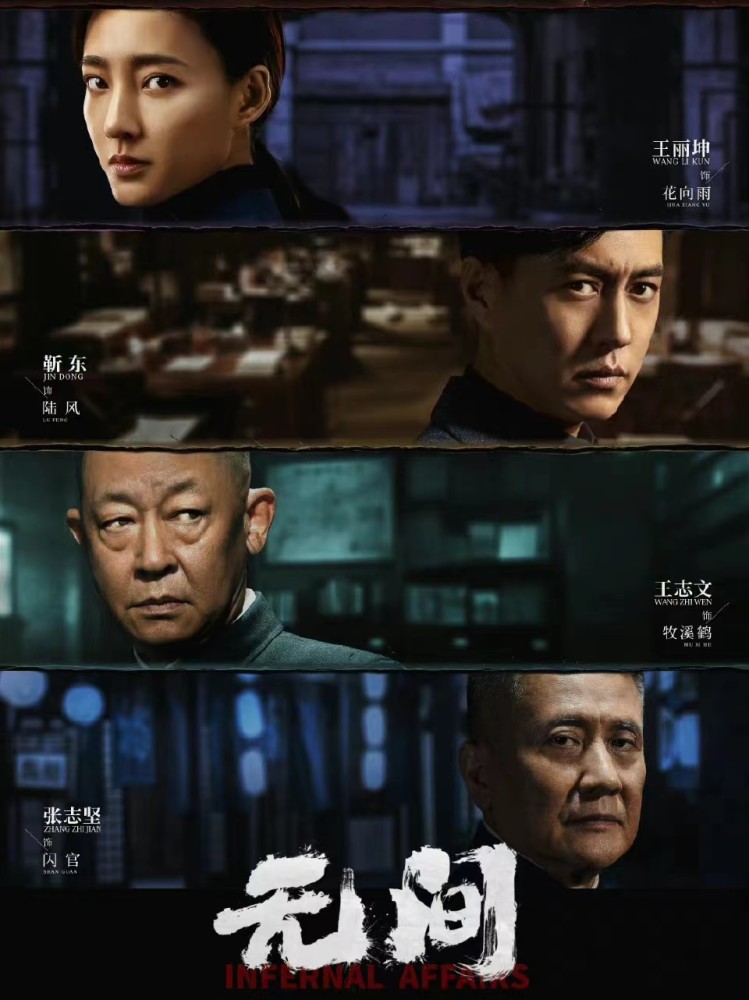 王丽坤
WANG LI KUN
饰
花向雨
HUA XIANG YU
靳东
JIN DONG
饰
陆风
LU FENG
王志文
WANG ZHI WEN
饰
牧溪鹤
MU XI HE
张志坚
ZHANG ZHI JIAN
饰
闪官
SHAN GUAN
无间
INFERNAL AFFAIRS